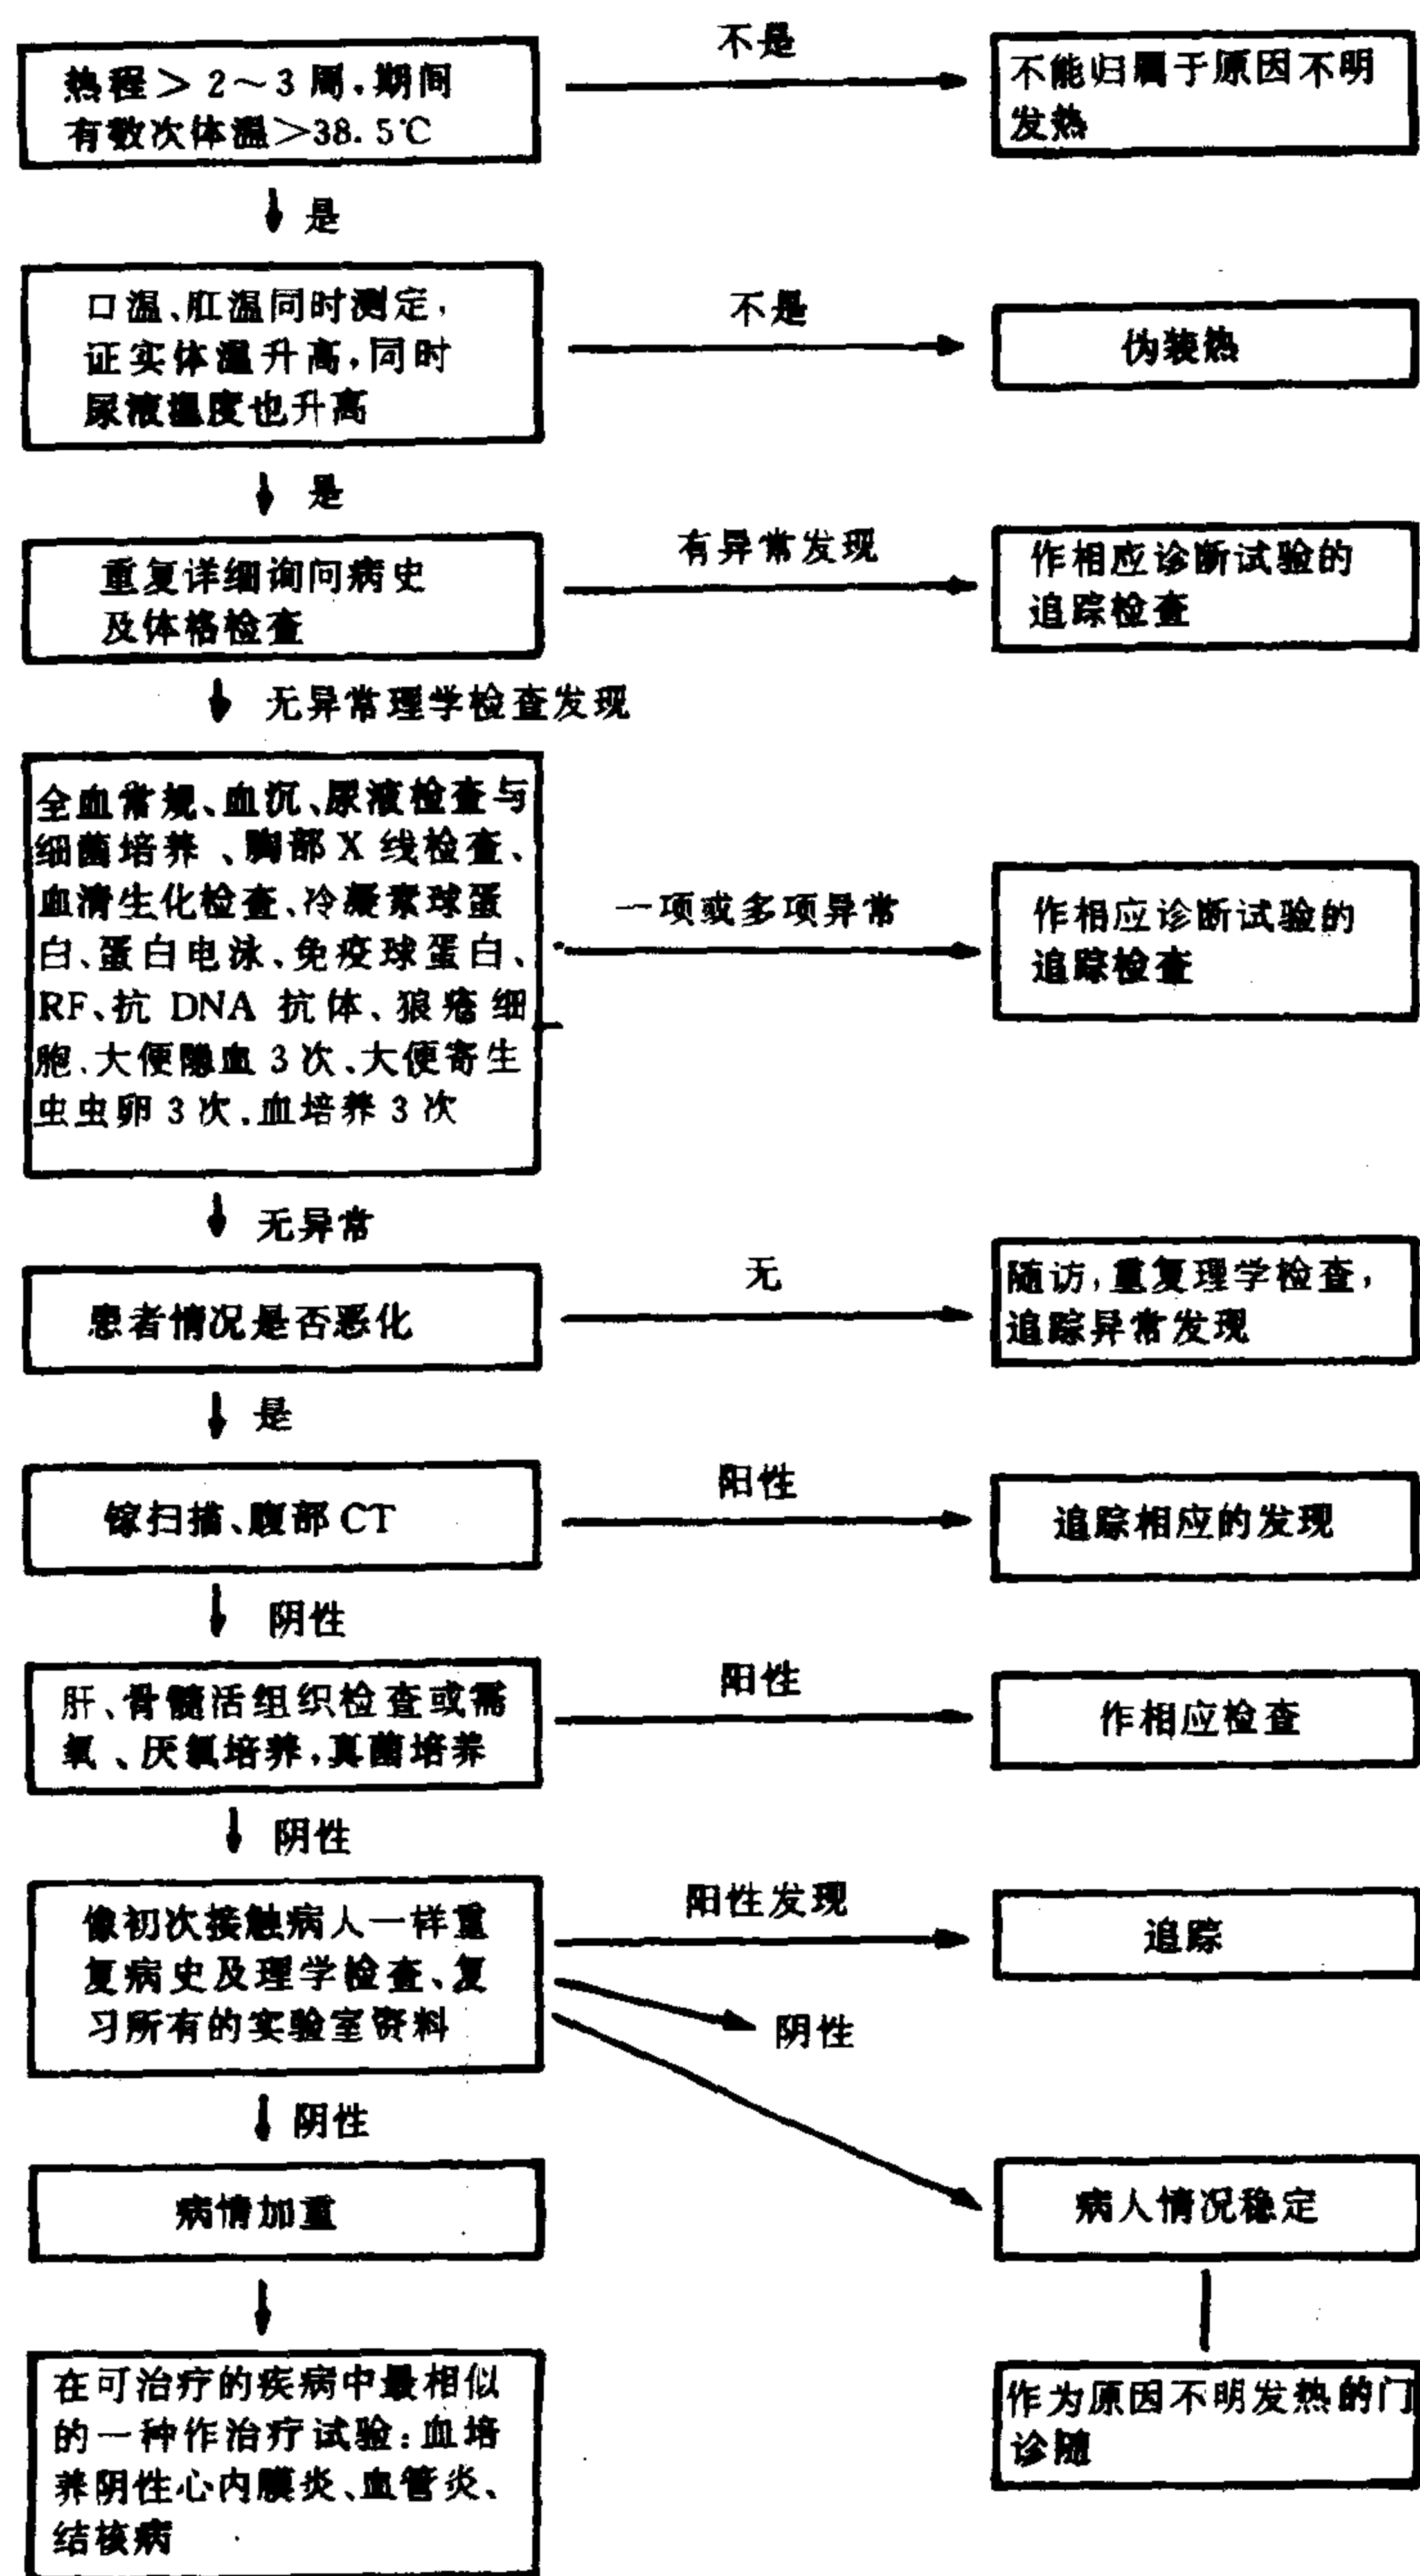 热程＞2～3周，期间
有数次体温＞38.5℃
不是
不能归属于原因不明
发热
是
口温、肛温同时测定，
证实体温升高，同时
尿液温度也升高
不是
伪装热
是
重复详细询问病史
及体格检查
有异常发现
作相应诊断试验的
追踪检查
无异常理学检查发现
全血常规、血沉、尿液检查与
细菌培养、胸部X线检查、
血清生化检查、冷凝素球蛋
白、蛋白电泳、免疫球蛋白、
RF、抗DNA抗体、狼疮细
胞、大便隐血3次、大便寄生
虫虫卵3次、血培养3次
一项或多项异常
作相应诊断试验的
追踪检查
无异常
患者情况是否恶化
无
随访，重复理学检查，
追踪异常发现
是
镓扫描、腹部CT
阳性
追踪相应的发现
阴性
肝、骨髓活组织检查或需
氧、厌氧培养，真菌培养
阳性
作相应检查
阴性
像初次接触病人一样重
复病史及理学检查、复
习所有的实验室资料
阳性发现
追踪
阴性
阴性
病情加重
病人情况稳定
在可治疗的疾病中最相似
的一种作治疗试验：血培
养阴性心内膜炎、血管炎、
结核病
作为原因不明发热的门
诊随